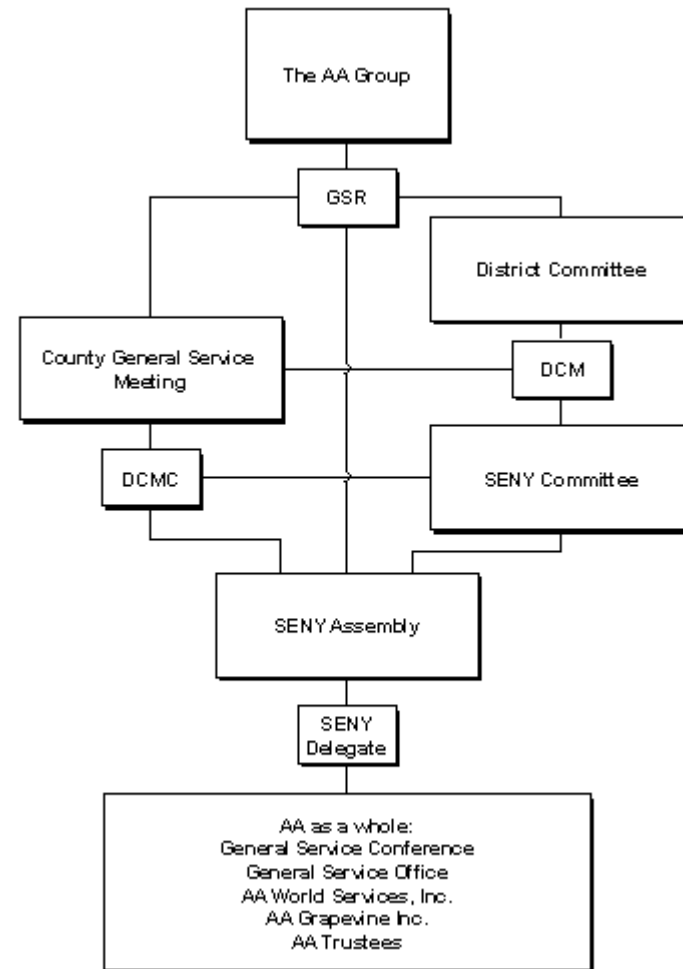 The AA Group
GSR
District Committee
County General Service
Meeting
DCM
DCMC
SENY Committee
SENY Assembly
SENY
Delegate
AA as a whole:
General Service Conference
General Service Office
AA World Services, Inc.
AA Grapevine Inc.
AA Trustees